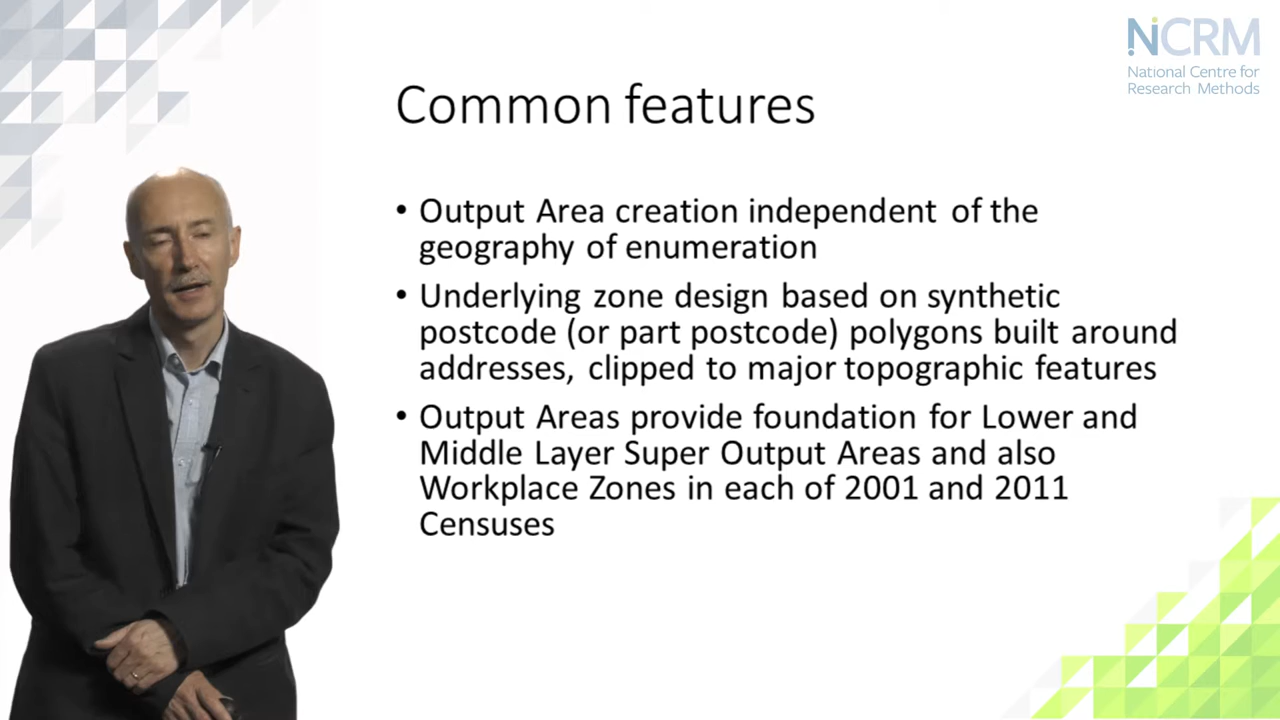 NCRM
National Centre for
Research Methods
Common features
• Output Area creation independent of the
geography of enumeration
• Underlying zone design based on synthetic
postcode (or part postcode) polygons built around
addresses, clipped to major topographic features
• Output Areas provide foundation for Lower and
Middle Layer Super Output Areas and also
Workplace Zones in each of 2001 and 2011
Censuses